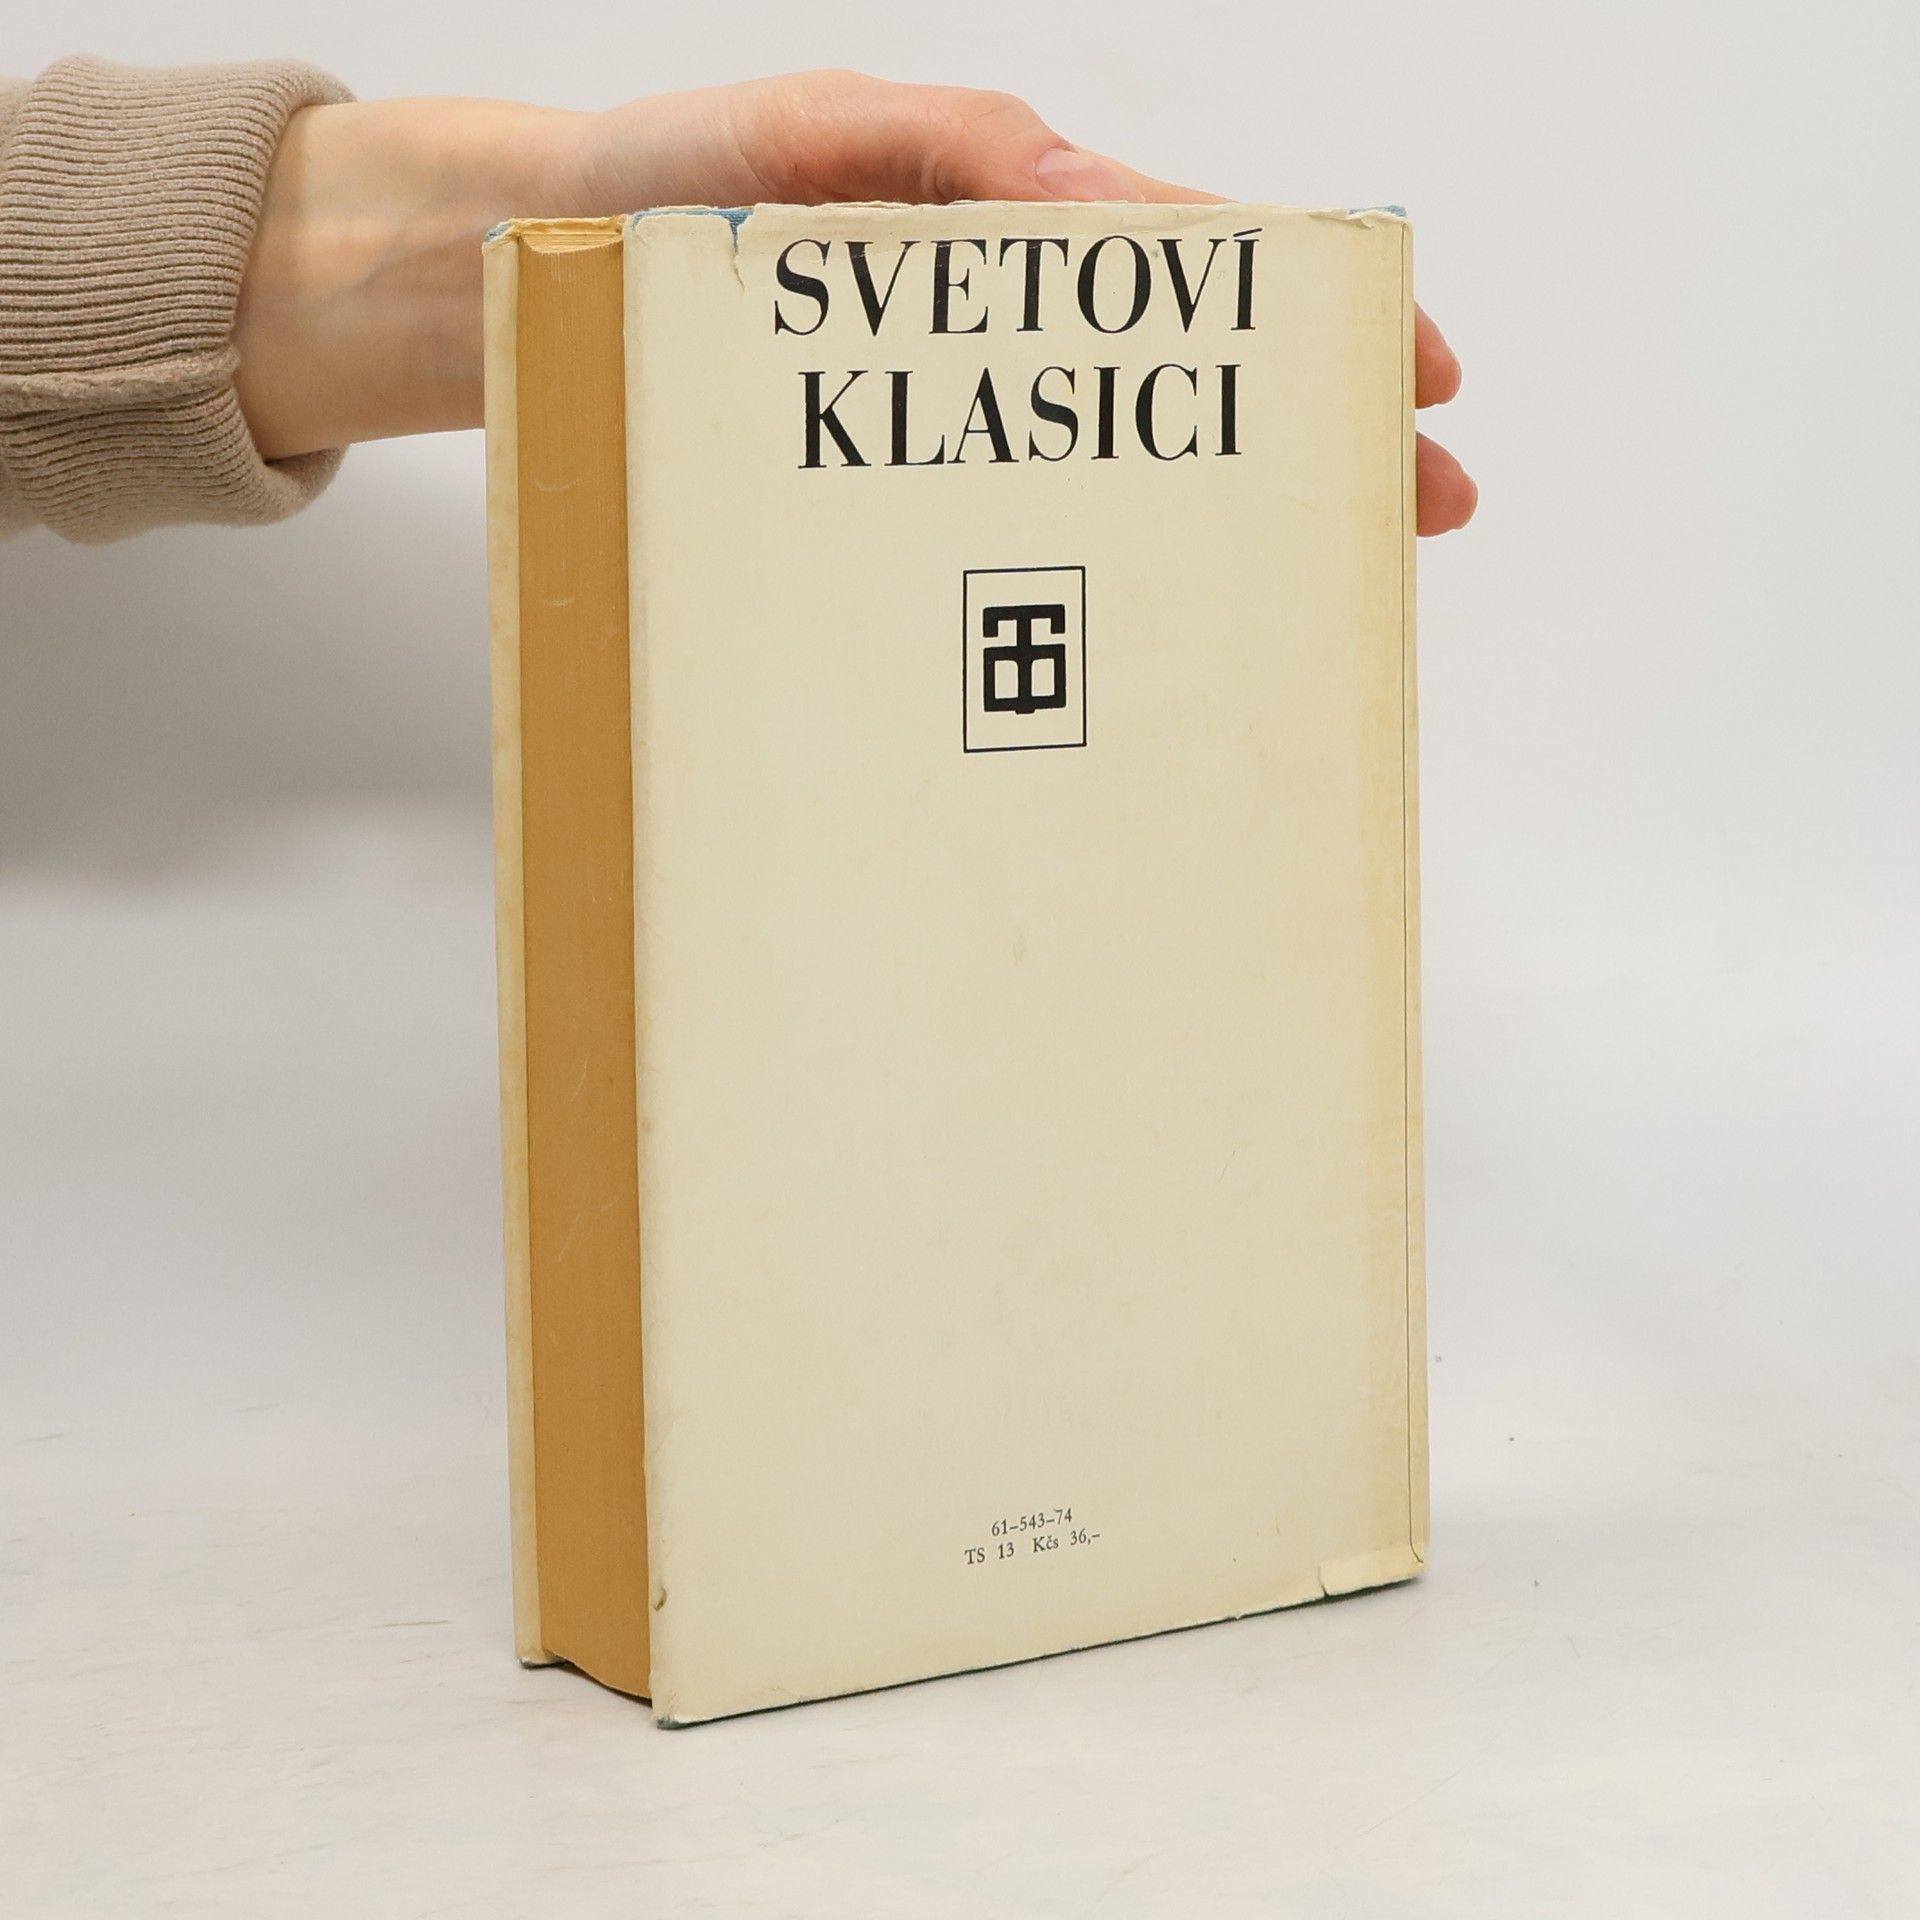 SVETOVÍ
KLASICI
61–543–74
TS 13 Kčs 36,–